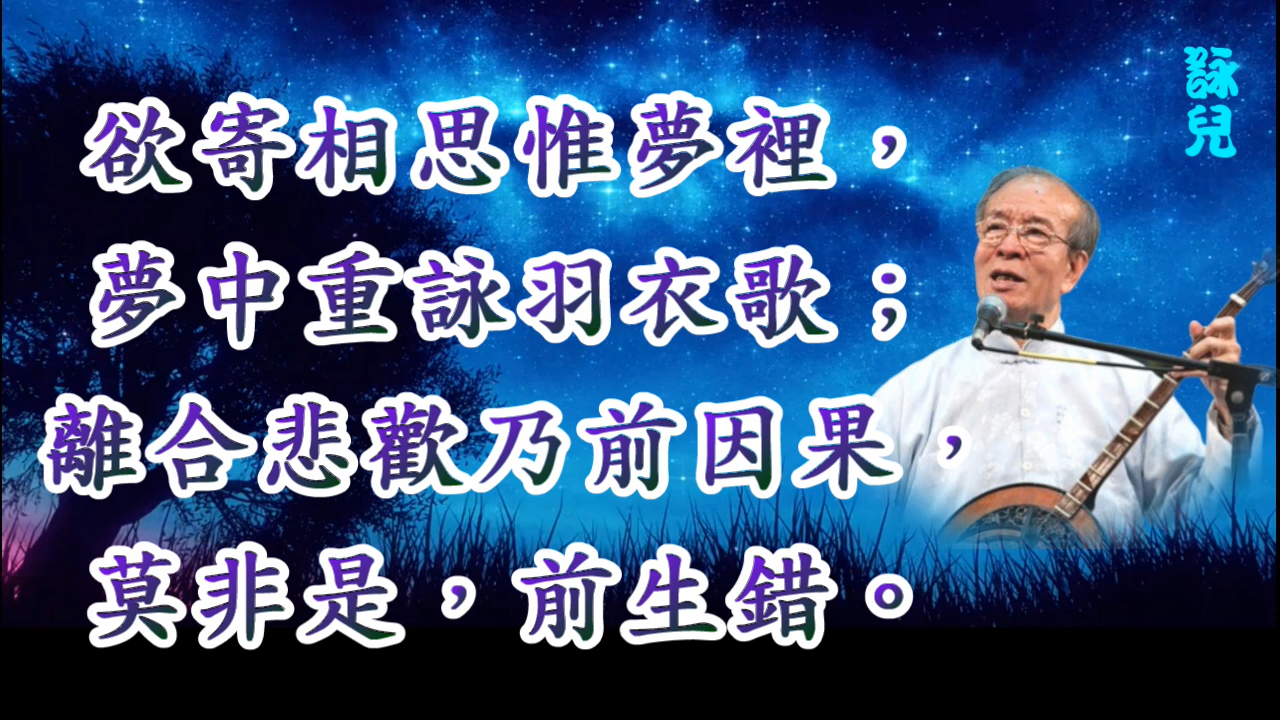 欲寄相思惟夢裡，
夢中重詠羽衣歌；
離合悲歡乃前因果，
莫非是，前生錯。
詠兒